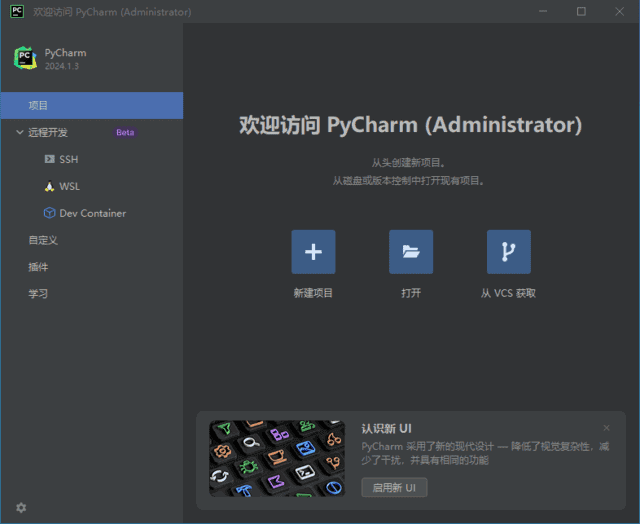 欢迎访问 PyCharm (Administrator)
PyCharm
2024.1.3
项目
远程开发 Beta
SSH
WSL
Dev Container
自定义
插件
学习
欢迎访问 PyCharm (Administrator)
从头创建新项目。
从磁盘或版本控制中打开现有项目。
新建项目 打开 从 VCS 获取
认识新 UI
PyCharm 采用了新的现代设计 — 降低了视觉复杂性，减
少了干扰，并具有相同的功能
启用新 UI